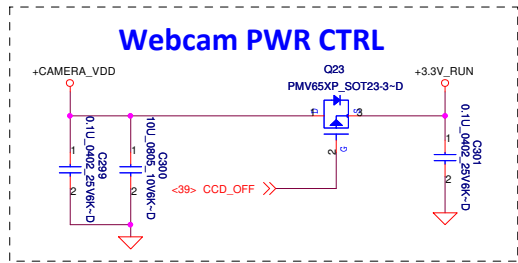 Webcam PWR CTRL
+CAMERA_VDD
Q23
PMV65XP_SOT23-3~D
+3.3V_RUN
D
S
1
3
G
2
1
2
C299
0.1U_0402_25V6K~D
1
2
C300
10U_0805_10V6K~D
<39> CCD_OFF
1
2
C301
0.1U_0402_25V6K~D